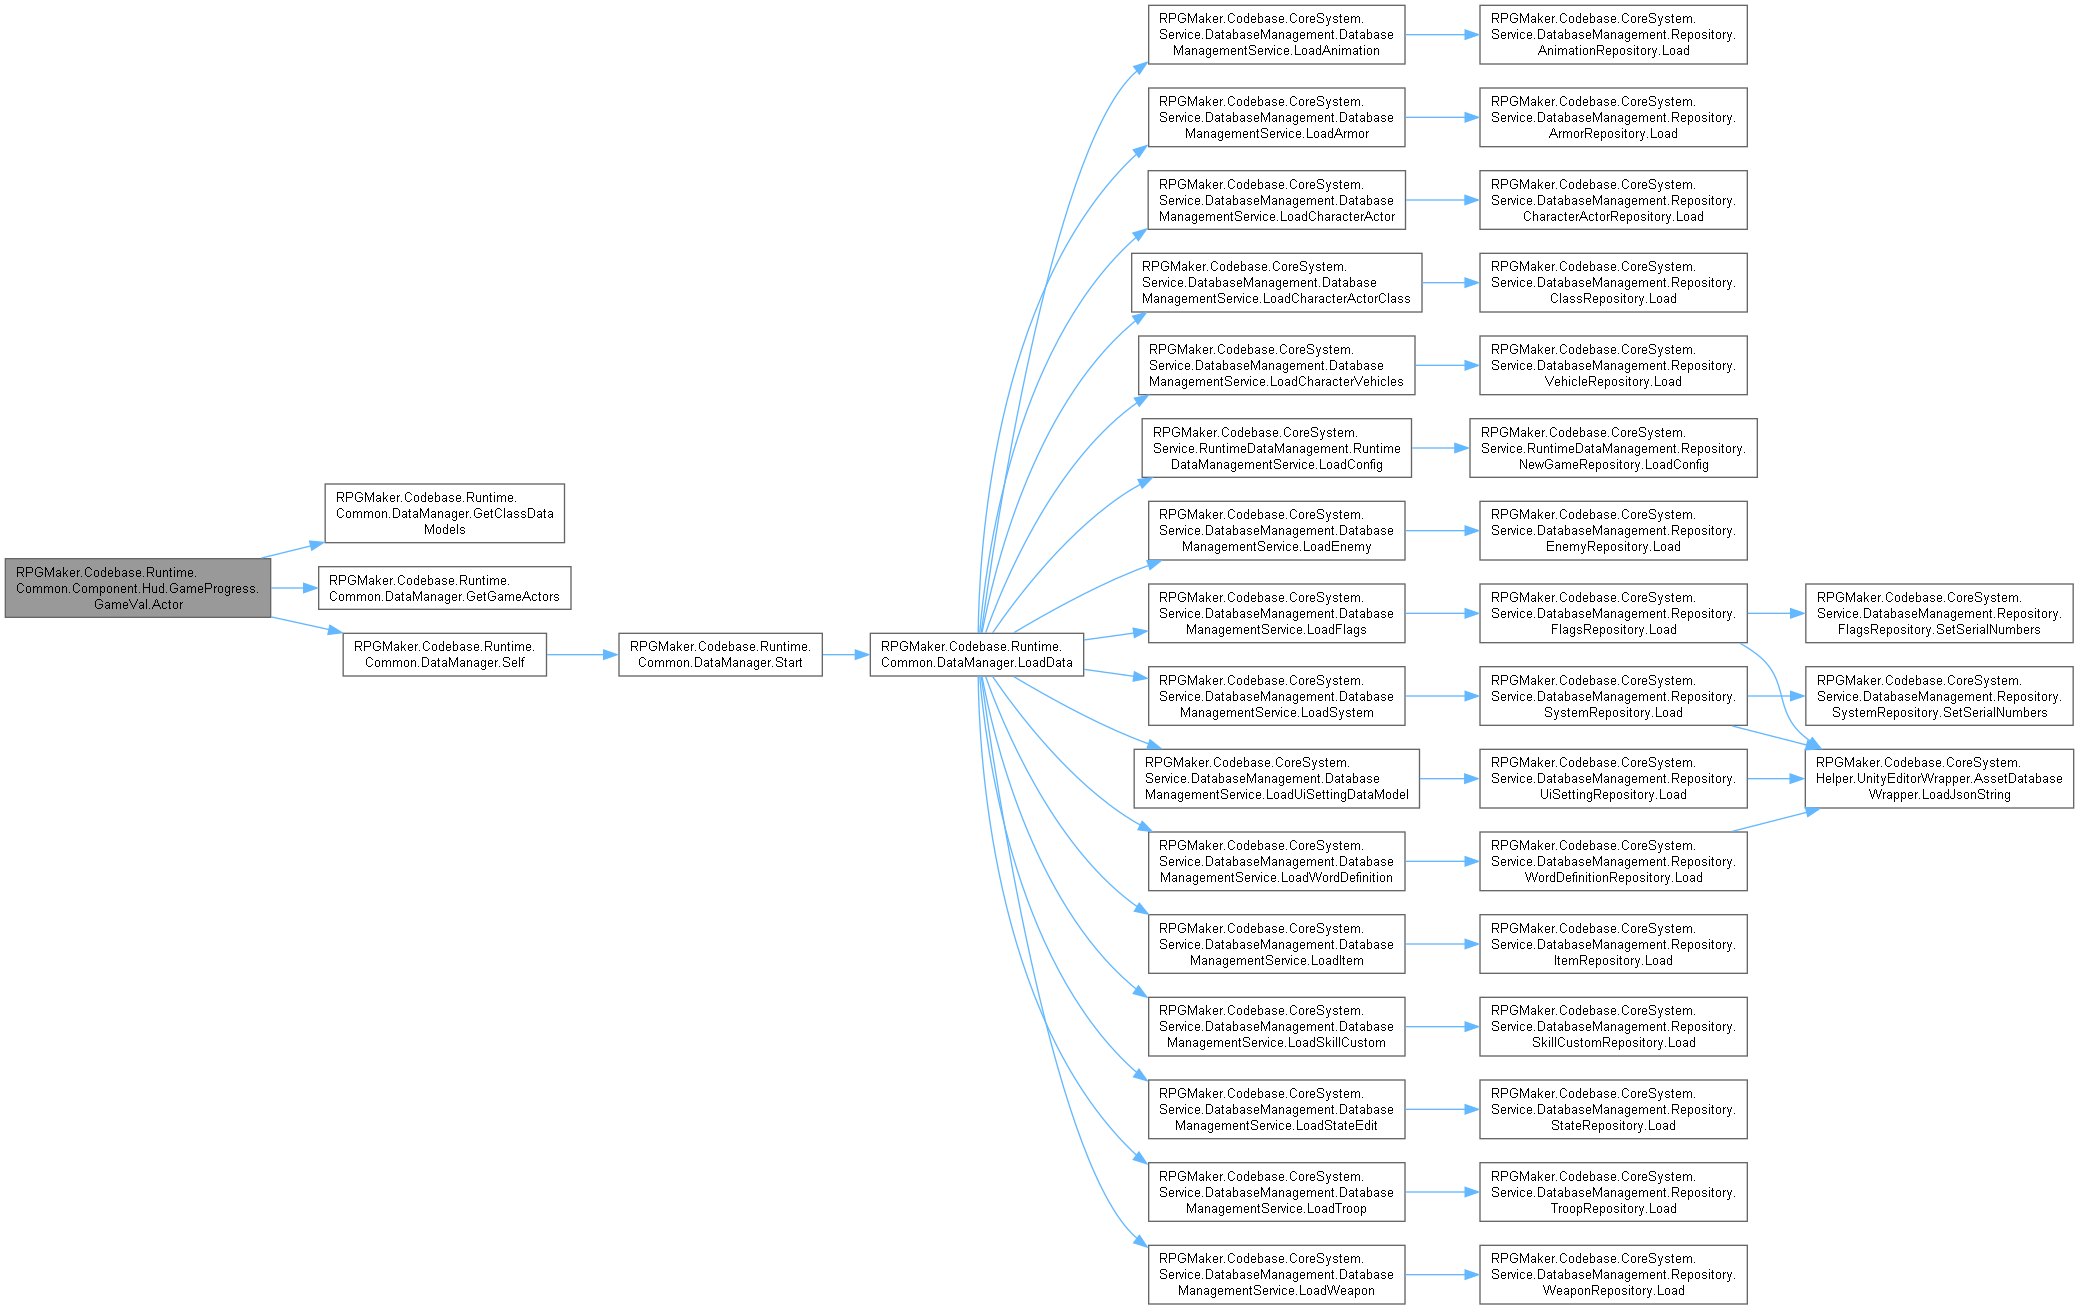 RPGMaker.Codebase.Runtime.
Common.Component.Hud.GameProgress.
GameVal.Actor
RPGMaker.Codebase.Runtime.
Common.DataManager.GetClassData
Models
RPGMaker.Codebase.Runtime.
Common.DataManager.GetGameActors
RPGMaker.Codebase.Runtime.
Common.DataManager.Self
RPGMaker.Codebase.Runtime.
Common.DataManager.Start
RPGMaker.Codebase.Runtime.
Common.DataManager.LoadData
RPGMaker.Codebase.CoreSystem.
Service.DatabaseManagement.Database
ManagementService.LoadAnimation
RPGMaker.Codebase.CoreSystem.
Service.DatabaseManagement.Repository.
AnimationRepository.Load
RPGMaker.Codebase.CoreSystem.
Service.DatabaseManagement.Database
ManagementService.LoadArmor
RPGMaker.Codebase.CoreSystem.
Service.DatabaseManagement.Repository.
ArmorRepository.Load
RPGMaker.Codebase.CoreSystem.
Service.DatabaseManagement.Database
ManagementService.LoadCharacterActor
RPGMaker.Codebase.CoreSystem.
Service.DatabaseManagement.Repository.
CharacterActorRepository.Load
RPGMaker.Codebase.CoreSystem.
Service.DatabaseManagement.Database
ManagementService.LoadCharacterActorClass
RPGMaker.Codebase.CoreSystem.
Service.DatabaseManagement.Repository.
ClassRepository.Load
RPGMaker.Codebase.CoreSystem.
Service.DatabaseManagement.Database
ManagementService.LoadCharacterVehicles
RPGMaker.Codebase.CoreSystem.
Service.DatabaseManagement.Repository.
VehicleRepository.Load
RPGMaker.Codebase.CoreSystem.
Service.RuntimeDataManagement.Runtime
DataManagementService.LoadConfig
RPGMaker.Codebase.CoreSystem.
Service.RuntimeDataManagement.Repository.
NewGameRepository.LoadConfig
RPGMaker.Codebase.CoreSystem.
Service.DatabaseManagement.Database
ManagementService.LoadEnemy
RPGMaker.Codebase.CoreSystem.
Service.DatabaseManagement.Repository.
EnemyRepository.Load
RPGMaker.Codebase.CoreSystem.
Service.DatabaseManagement.Database
ManagementService.LoadFlags
RPGMaker.Codebase.CoreSystem.
Service.DatabaseManagement.Repository.
FlagsRepository.Load
RPGMaker.Codebase.CoreSystem.
Service.DatabaseManagement.Repository.
FlagsRepository.SetSerialNumbers
RPGMaker.Codebase.CoreSystem.
Service.DatabaseManagement.Database
ManagementService.LoadSystem
RPGMaker.Codebase.CoreSystem.
Service.DatabaseManagement.Repository.
SystemRepository.Load
RPGMaker.Codebase.CoreSystem.
Service.DatabaseManagement.Repository.
SystemRepository.SetSerialNumbers
RPGMaker.Codebase.CoreSystem.
Service.DatabaseManagement.Database
ManagementService.LoadUiSettingDataModel
RPGMaker.Codebase.CoreSystem.
Service.DatabaseManagement.Repository.
UiSettingRepository.Load
RPGMaker.Codebase.CoreSystem.
Helper.UnityEditorWrapper.AssetDatabase
Wrapper.LoadJsonString
RPGMaker.Codebase.CoreSystem.
Service.DatabaseManagement.Database
ManagementService.LoadWordDefinition
RPGMaker.Codebase.CoreSystem.
Service.DatabaseManagement.Repository.
WordDefinitionRepository.Load
RPGMaker.Codebase.CoreSystem.
Service.DatabaseManagement.Database
ManagementService.LoadItem
RPGMaker.Codebase.CoreSystem.
Service.DatabaseManagement.Repository.
ItemRepository.Load
RPGMaker.Codebase.CoreSystem.
Service.DatabaseManagement.Database
ManagementService.LoadSkillCustom
RPGMaker.Codebase.CoreSystem.
Service.DatabaseManagement.Repository.
SkillCustomRepository.Load
RPGMaker.Codebase.CoreSystem.
Service.DatabaseManagement.Database
ManagementService.LoadStateEdit
RPGMaker.Codebase.CoreSystem.
Service.DatabaseManagement.Repository.
StateRepository.Load
RPGMaker.Codebase.CoreSystem.
Service.DatabaseManagement.Database
ManagementService.LoadTroop
RPGMaker.Codebase.CoreSystem.
Service.DatabaseManagement.Repository.
TroopRepository.Load
RPGMaker.Codebase.CoreSystem.
Service.DatabaseManagement.Database
ManagementService.LoadWeapon
RPGMaker.Codebase.CoreSystem.
Service.DatabaseManagement.Repository.
WeaponRepository.Load